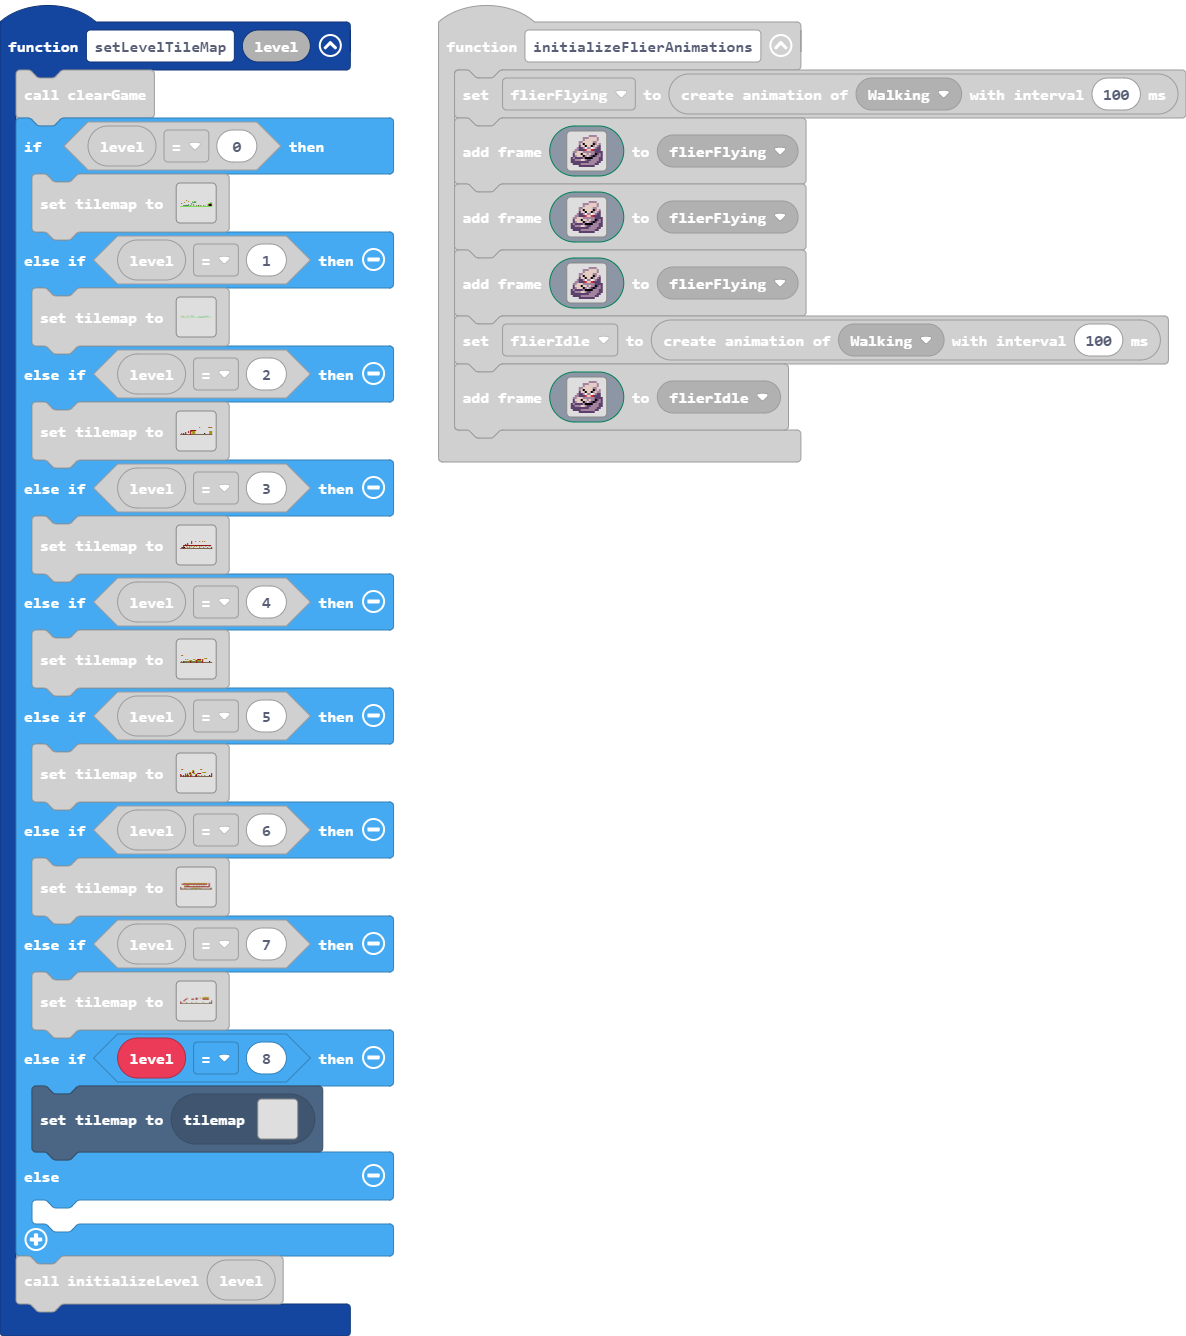 function setLevelTileMap level
call clearGame
if level = 0 then
set tilemap to
else if level = 1 then
set tilemap to
else if level = 2 then
set tilemap to
else if level = 3 then
set tilemap to
else if level = 4 then
set tilemap to
else if level = 5 then
set tilemap to
else if level = 6 then
set tilemap to
else if level = 7 then
set tilemap to
else if level = 8 then
set tilemap to tilemap
else
call initializeLevel level
function initializeFlierAnimations
set flierFlying to create animation of Walking with interval 100 ms
add frame to flierFlying
add frame to flierFlying
add frame to flierFlying
set flierIdle to create animation of Walking with interval 100 ms
add frame to flierIdle